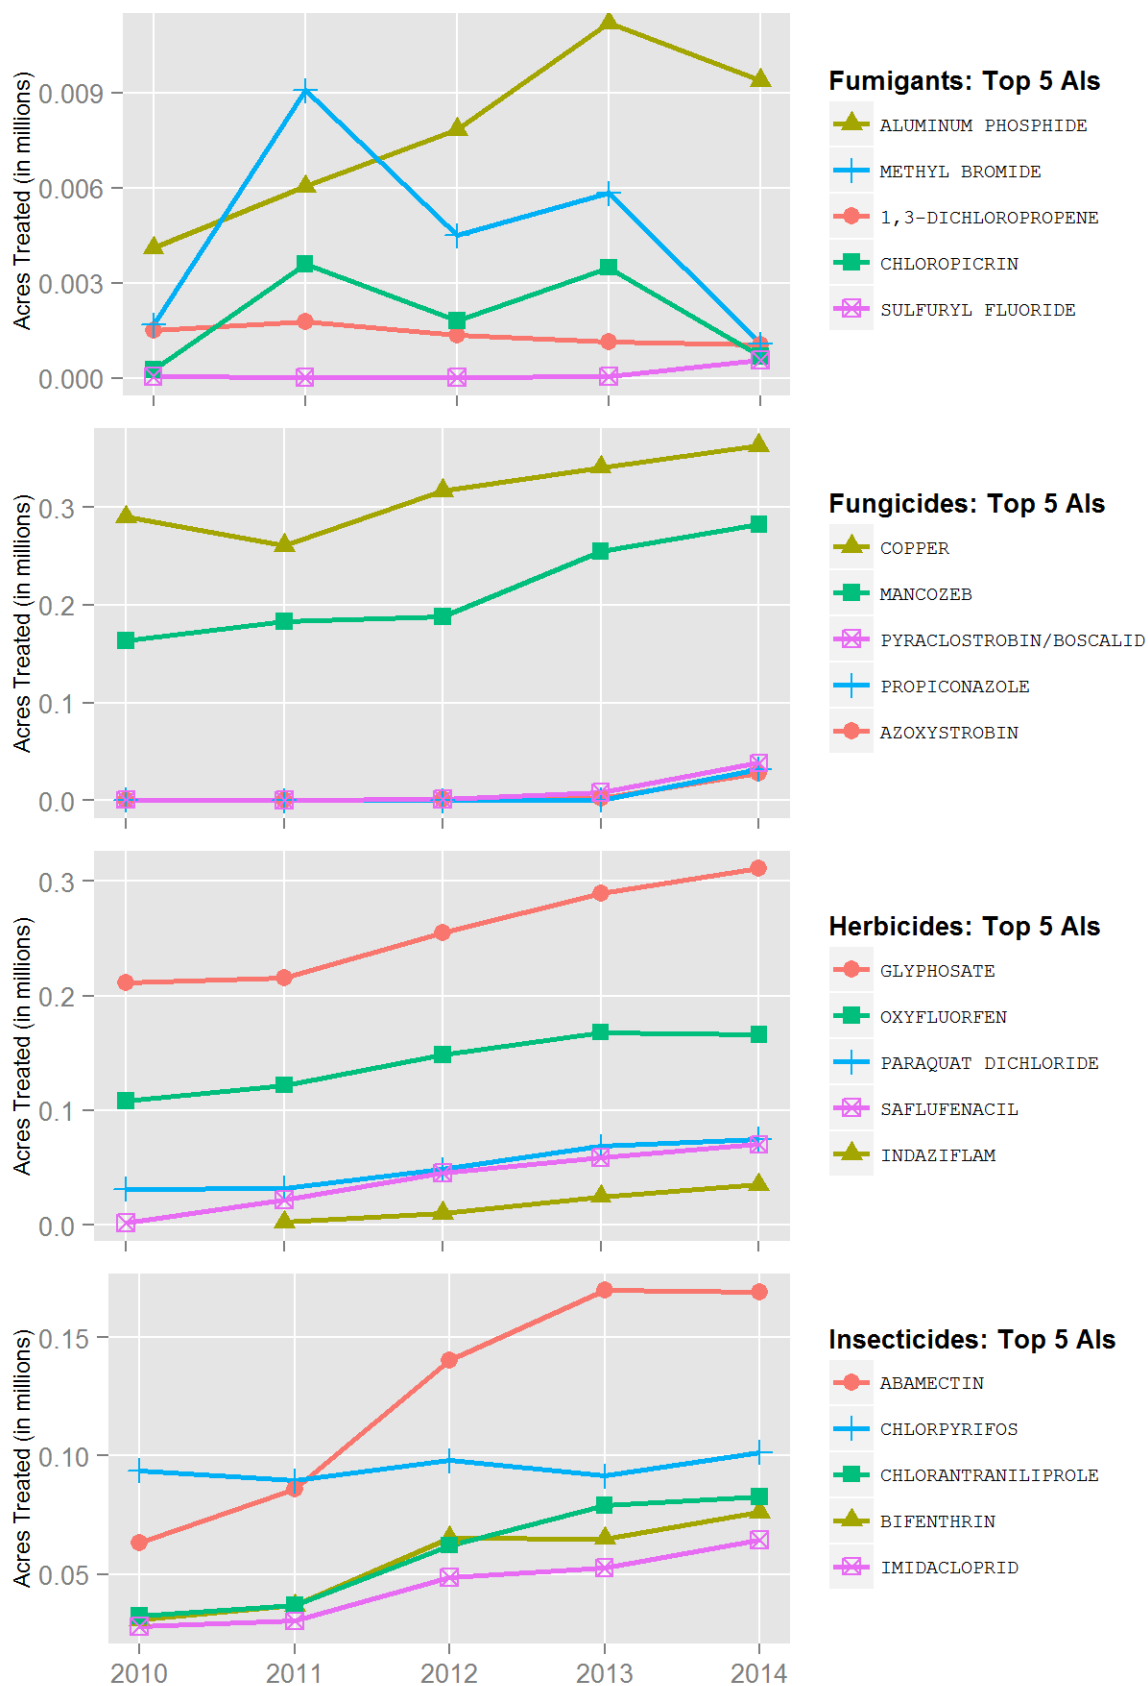 Acres Treated (in millions)
0.009
0.006
0.003
0.000
Fumigants: Top 5 AIs
ALUMINUM PHOSPHIDE
METHYL BROMIDE
1,3-DICHLOROPROPENE
CHLOROPICRIN
SULFURYL FLUORIDE
Acres Treated (in millions)
0.3
0.2
0.1
0.0
Fungicides: Top 5 AIs
COPPER
MANCOZEB
PYRACLOSTROBIN/BOSCALID
PROPICONAZOLE
AZOXYSTROBIN
Acres Treated (in millions)
0.3
0.2
0.1
0.0
Herbicides: Top 5 AIs
GLYPHOSATE
OXYFLUORFEN
PARAQUAT DICHLORIDE
SAFLUFENACIL
INDAZIFLAM
Acres Treated (in millions)
0.15
0.10
0.05
Insecticides: Top 5 AIs
ABAMECTIN
CHLORPYRIFOS
CHLORANTRANILIPROLE
BIFENTHRIN
IMIDACLOPRID
2010 2011 2012 2013 2014